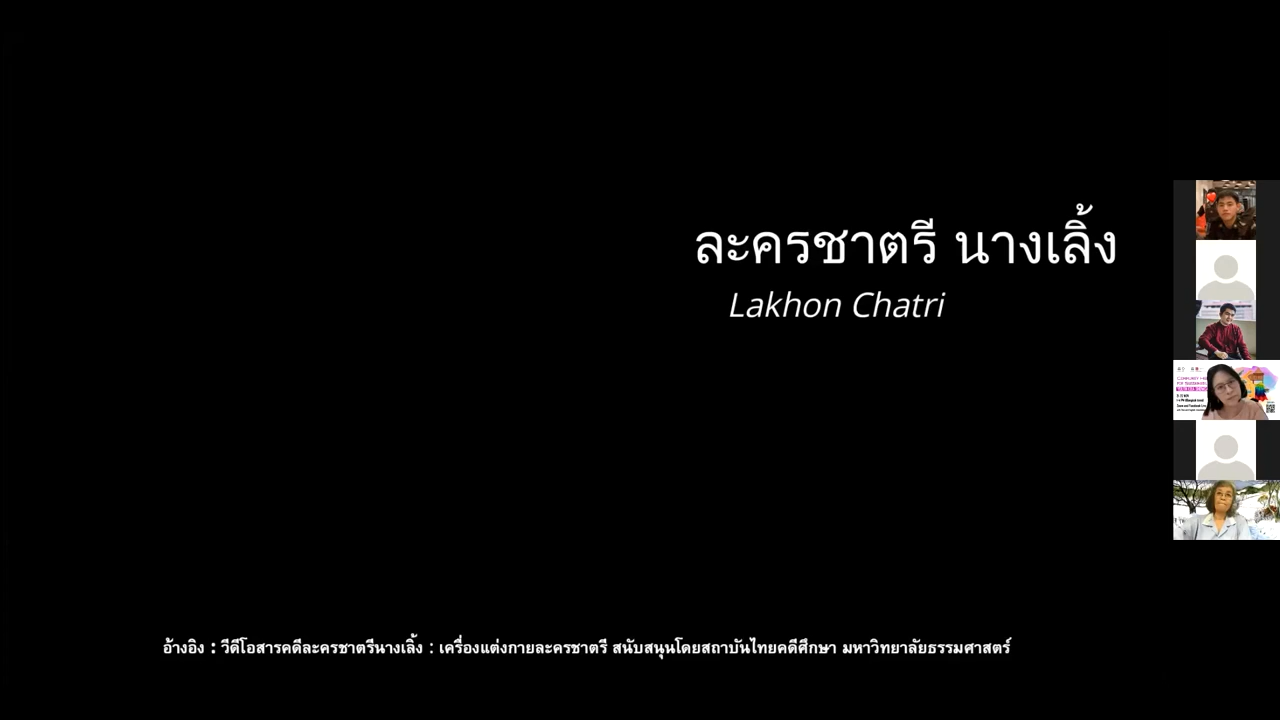 ละครชาตรี นางเลิ้ง
Lakhon Chatri
อ้างอิง : วีดีโอสารคดีละครชาตรีนางเลิ้ง : เครื่องแต่งกายละครชาตรี สนับสนุนโดยสถาบันไทยคดีศึกษา มหาวิทยาลัยธรรมศาสตร์